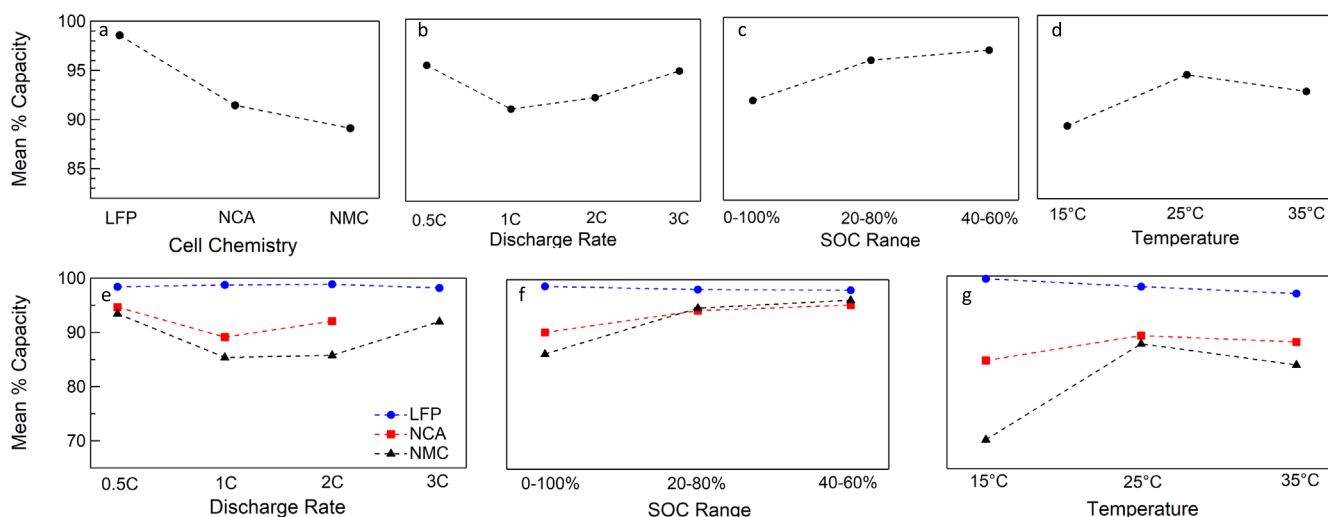 Mean % Capacity
100
95
90
85
a
LFP
NCA
NMC
Cell Chemistry
b
0.5C
1C
2C
3C
Discharge Rate
c
0-100%
20-80%
40-60%
SOC Range
d
15°C
25°C
35°C
Temperature
Mean % Capacity
100
90
80
70
e
LFP
NCA
NMC
0.5C
1C
2C
3C
Discharge Rate
f
0-100%
20-80%
40-60%
SOC Range
g
15°C
25°C
35°C
Temperature